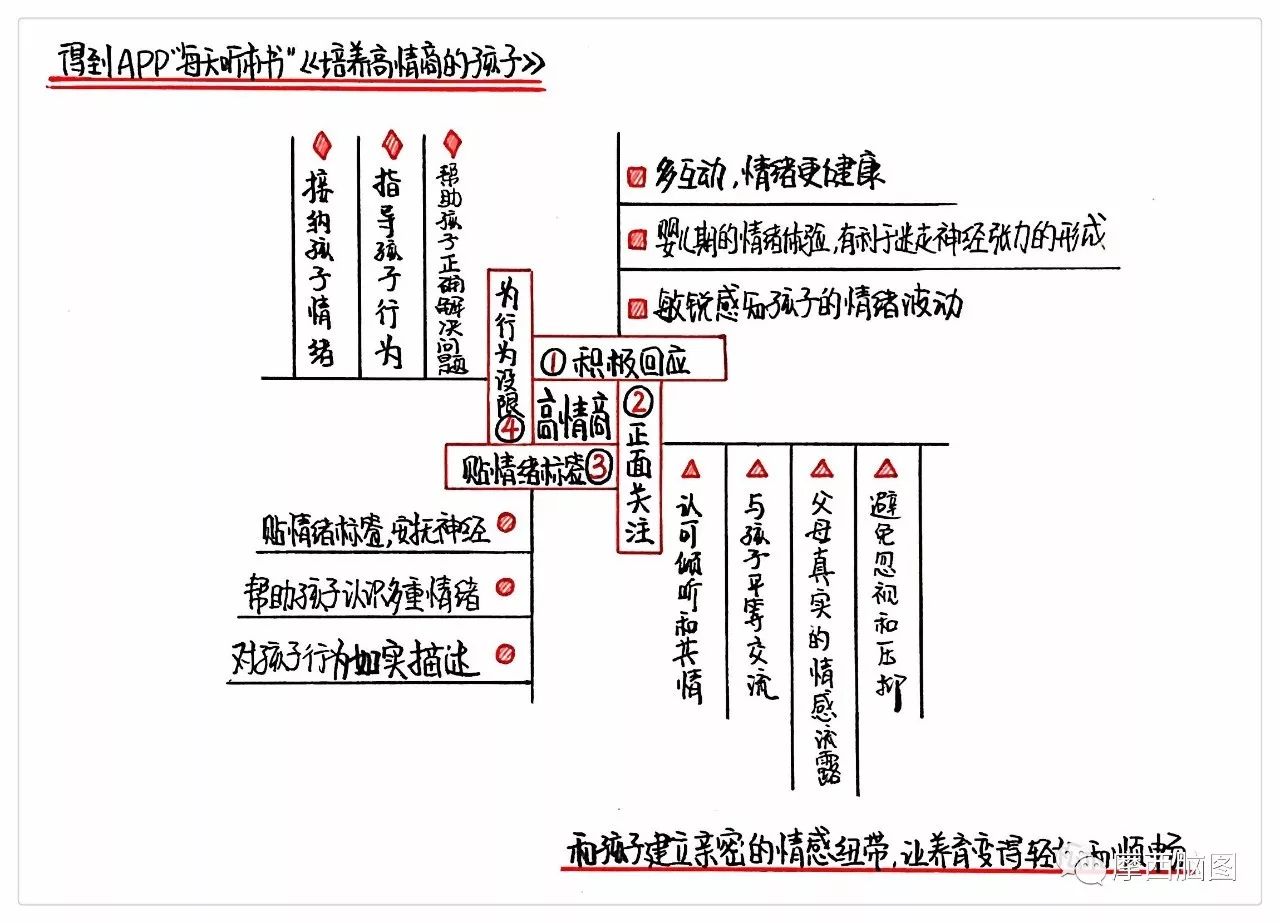 得到APP“每天听本书”《培养高情商的孩子》
高情商
①积极回应
多互动，情绪更健康
婴儿期的情绪体验，有利于迷走神经张力的形成
敏锐感知孩子的情绪波动
②正面关注
认可倾听和共情
与孩子平等交流
父母真实的情感流露
避免忽视和压抑
贴情绪标签③
贴情绪标签，安抚神经
帮助孩子认识多重情绪
对孩子行为如实描述
为行为设限④
接纳孩子情绪
指导孩子行为
帮助孩子正确解决问题
和孩子建立亲密的情感纽带，让养育变得轻 顺畅
摩西脑图